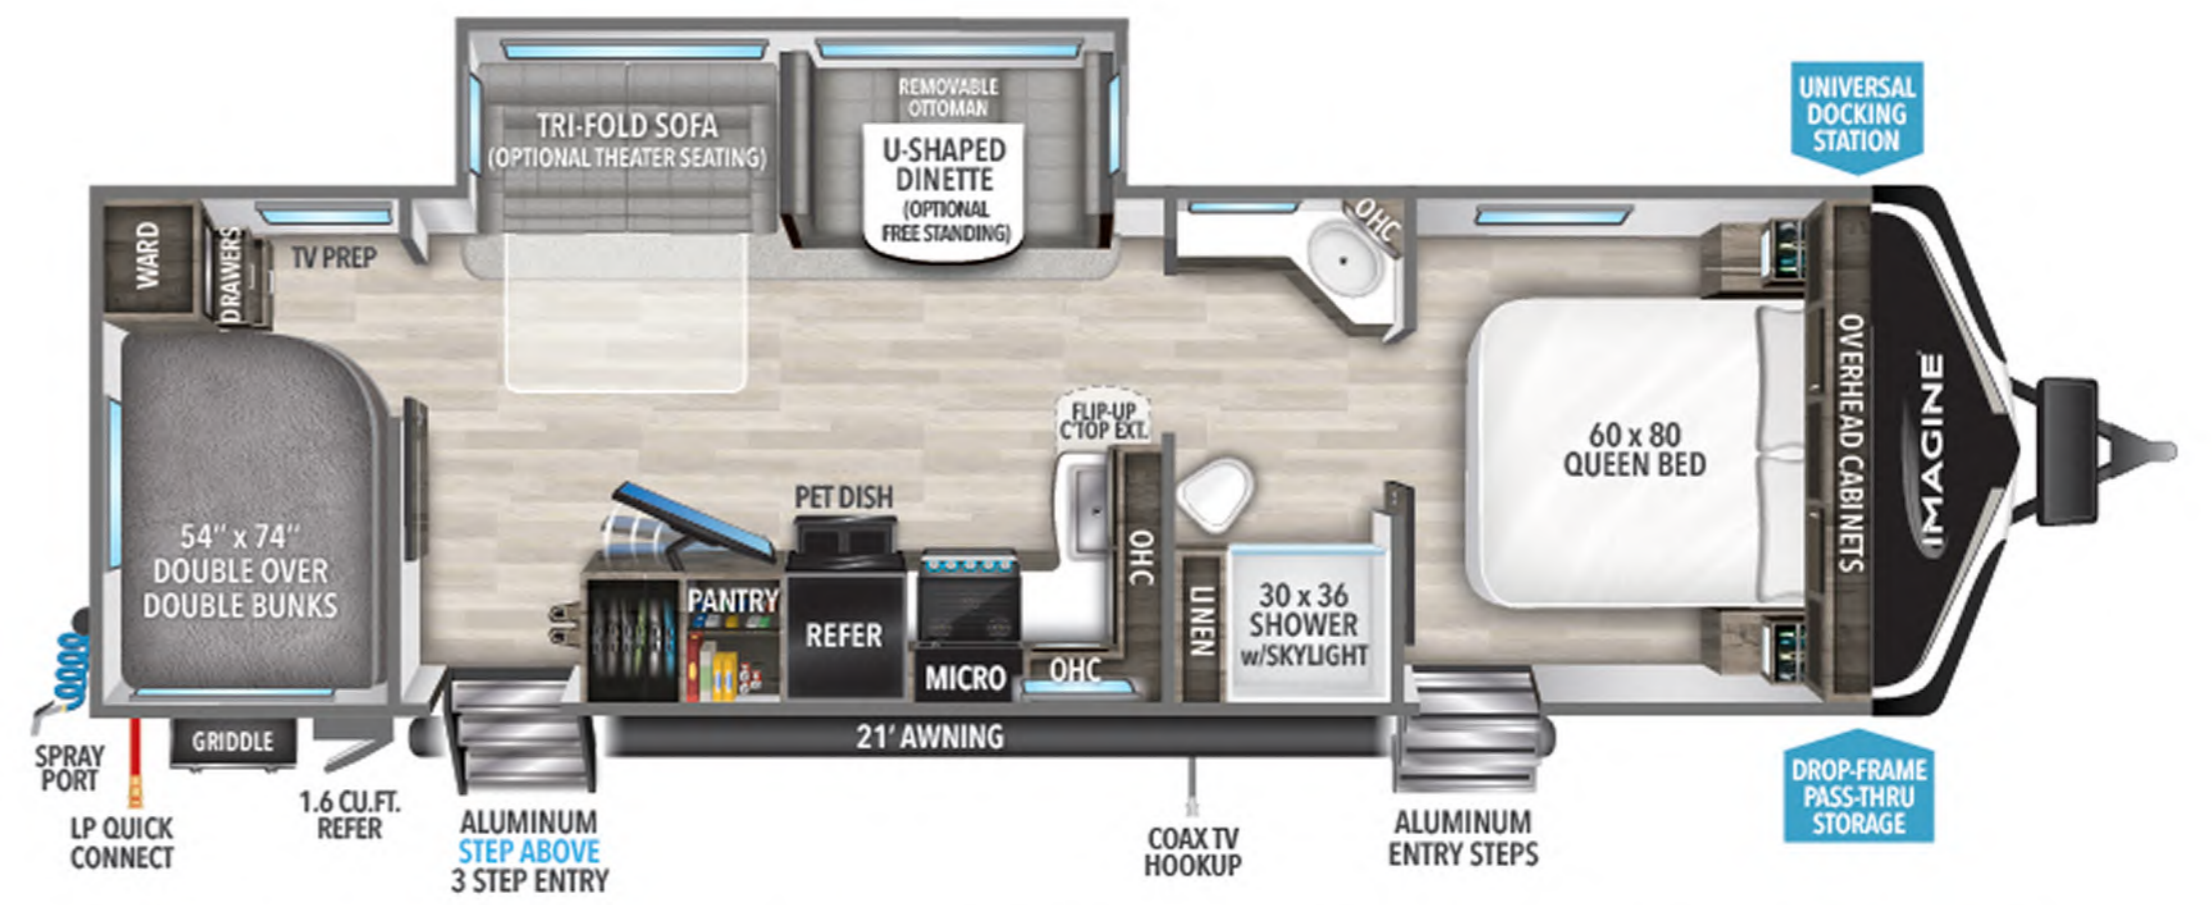 UNIVERSAL
DOCKING
STATION
REMOVABLE
OTTOMAN
TRI-FOLD SOFA
(OPTIONAL THEATER SEATING)
U-SHAPED
DINETTE
(OPTIONAL
FREE STANDING)
WARD
DRAWERS
TV PREP
OHC
OVERHEAD CABINETS
IMAGINE
60 x 80
QUEEN BED
FLIP-UP
C'TOP EXT.
54" x 74"
DOUBLE OVER
DOUBLE BUNKS
PET DISH
PANTRY
REFER
MICRO
OHC
OHC
LINEN
30 x 36
SHOWER
w/SKYLIGHT
21' AWNING
GRIDDLE
SPRAY
PORT
LP QUICK
CONNECT
1.6 CU.FT.
REFER
ALUMINUM
STEP ABOVE
3 STEP ENTRY
COAX TV
HOOKUP
ALUMINUM
ENTRY STEPS
DROP-FRAME
PASS-THRU
STORAGE